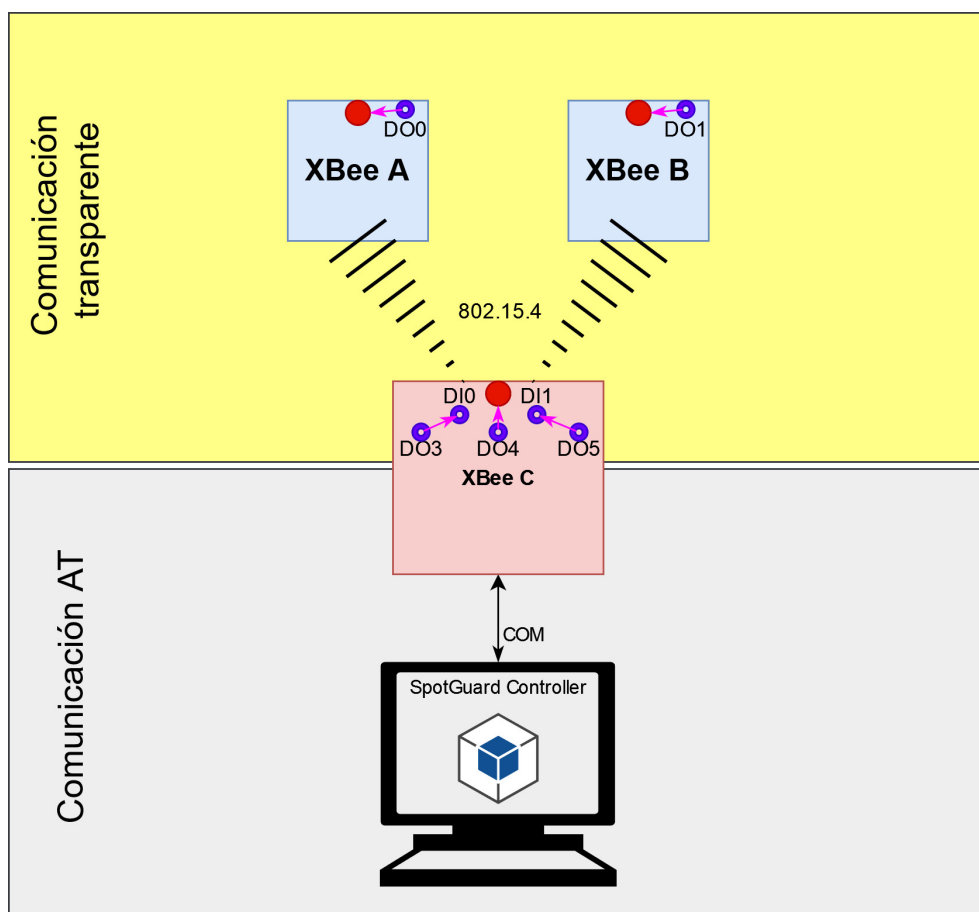 Comunicación
transparente
DO0
XBee A
DO1
XBee B
802.15.4
DI0
DI1
DO3
DO4
DO5
XBee C
Comunicación AT
COM
SpotGuard Controller